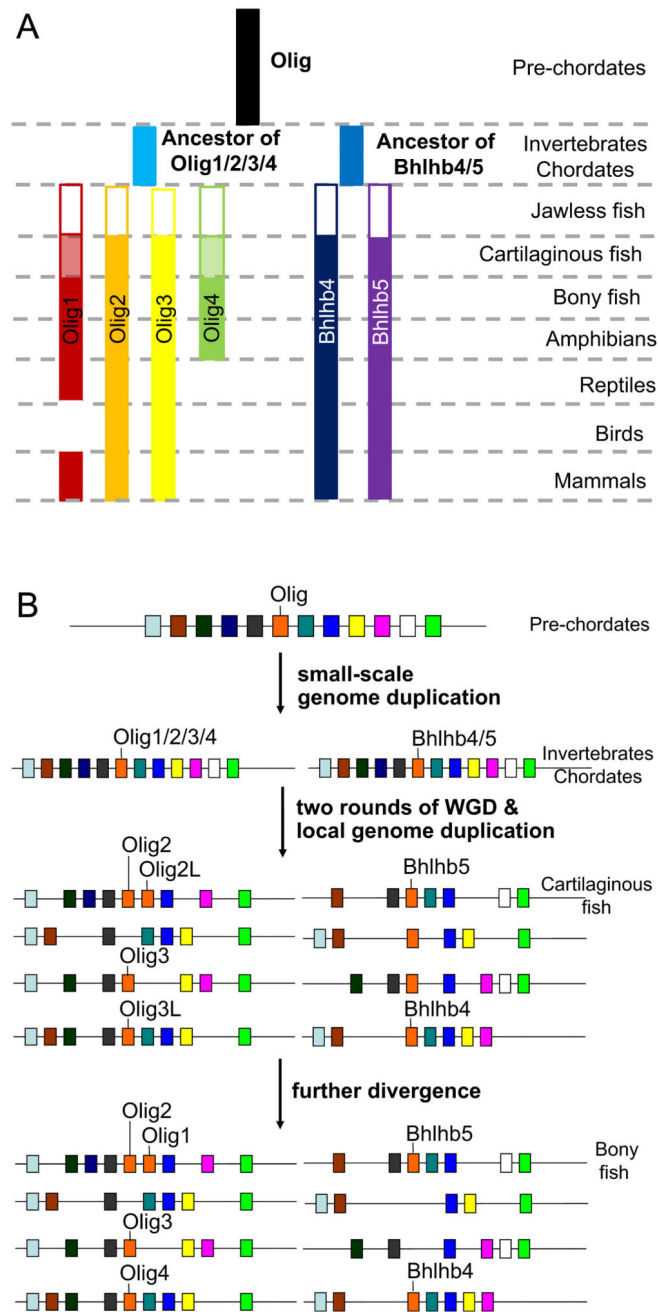 A
Olig
Pre-chordates
Ancestor of
Olig1/2/3/4
Ancestor of
Bhlhb4/5
Invertebrates
Chordates
Jawless fish
Cartilaginous fish
Bony fish
Amphibians
Reptiles
Birds
Mammals
Olig1
Olig2
Olig3
Olig4
Bhlhb4
Bhlhb5
B
Olig
Pre-chordates
small-scale
genome duplication
Olig1/2/3/4
Bhlhb4/5
Invertebrates
Chordates
two rounds of WGD &
local genome duplication
Olig2
Olig2L
Bhlhb5
Cartilaginous
fish
Olig3
Olig3L
Bhlhb4
further divergence
Olig2
Olig1
Bhlhb5
Bony
fish
Olig3
Olig4
Bhlhb4